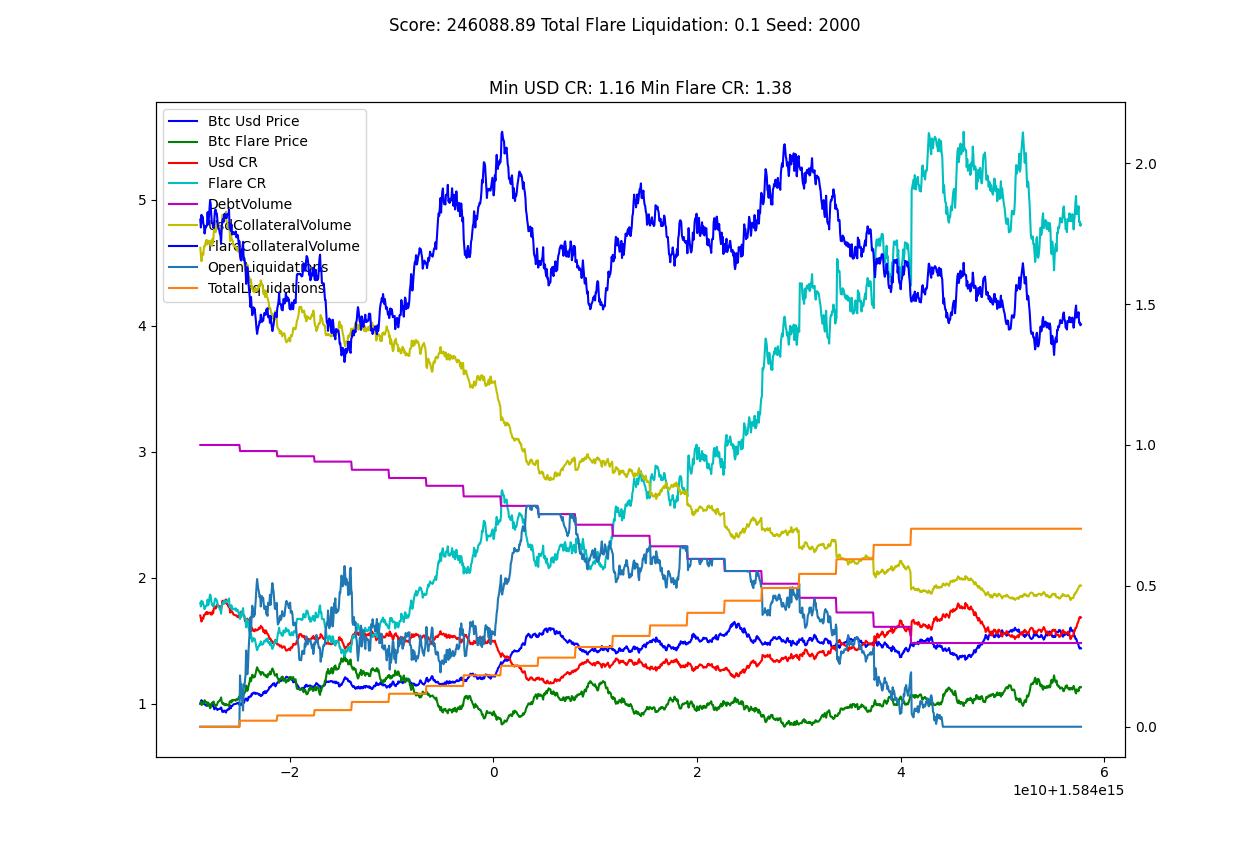 Score: 246088.89 Total Flare Liquidation: 0.1 Seed: 2000
Min USD CR: 1.16 Min Flare CR: 1.38
Btc Usd Price
Btc Flare Price
Usd CR
Flare CR
DebtVolume
UsdCollateralVolume
FlareCollateralVolume
OpenLiquidations
TotalLiquidations
5
4
3
2
1
2.0
1.5
1.0
0.5
0.0
−2
0
2
4
6
1e10+1.584e15